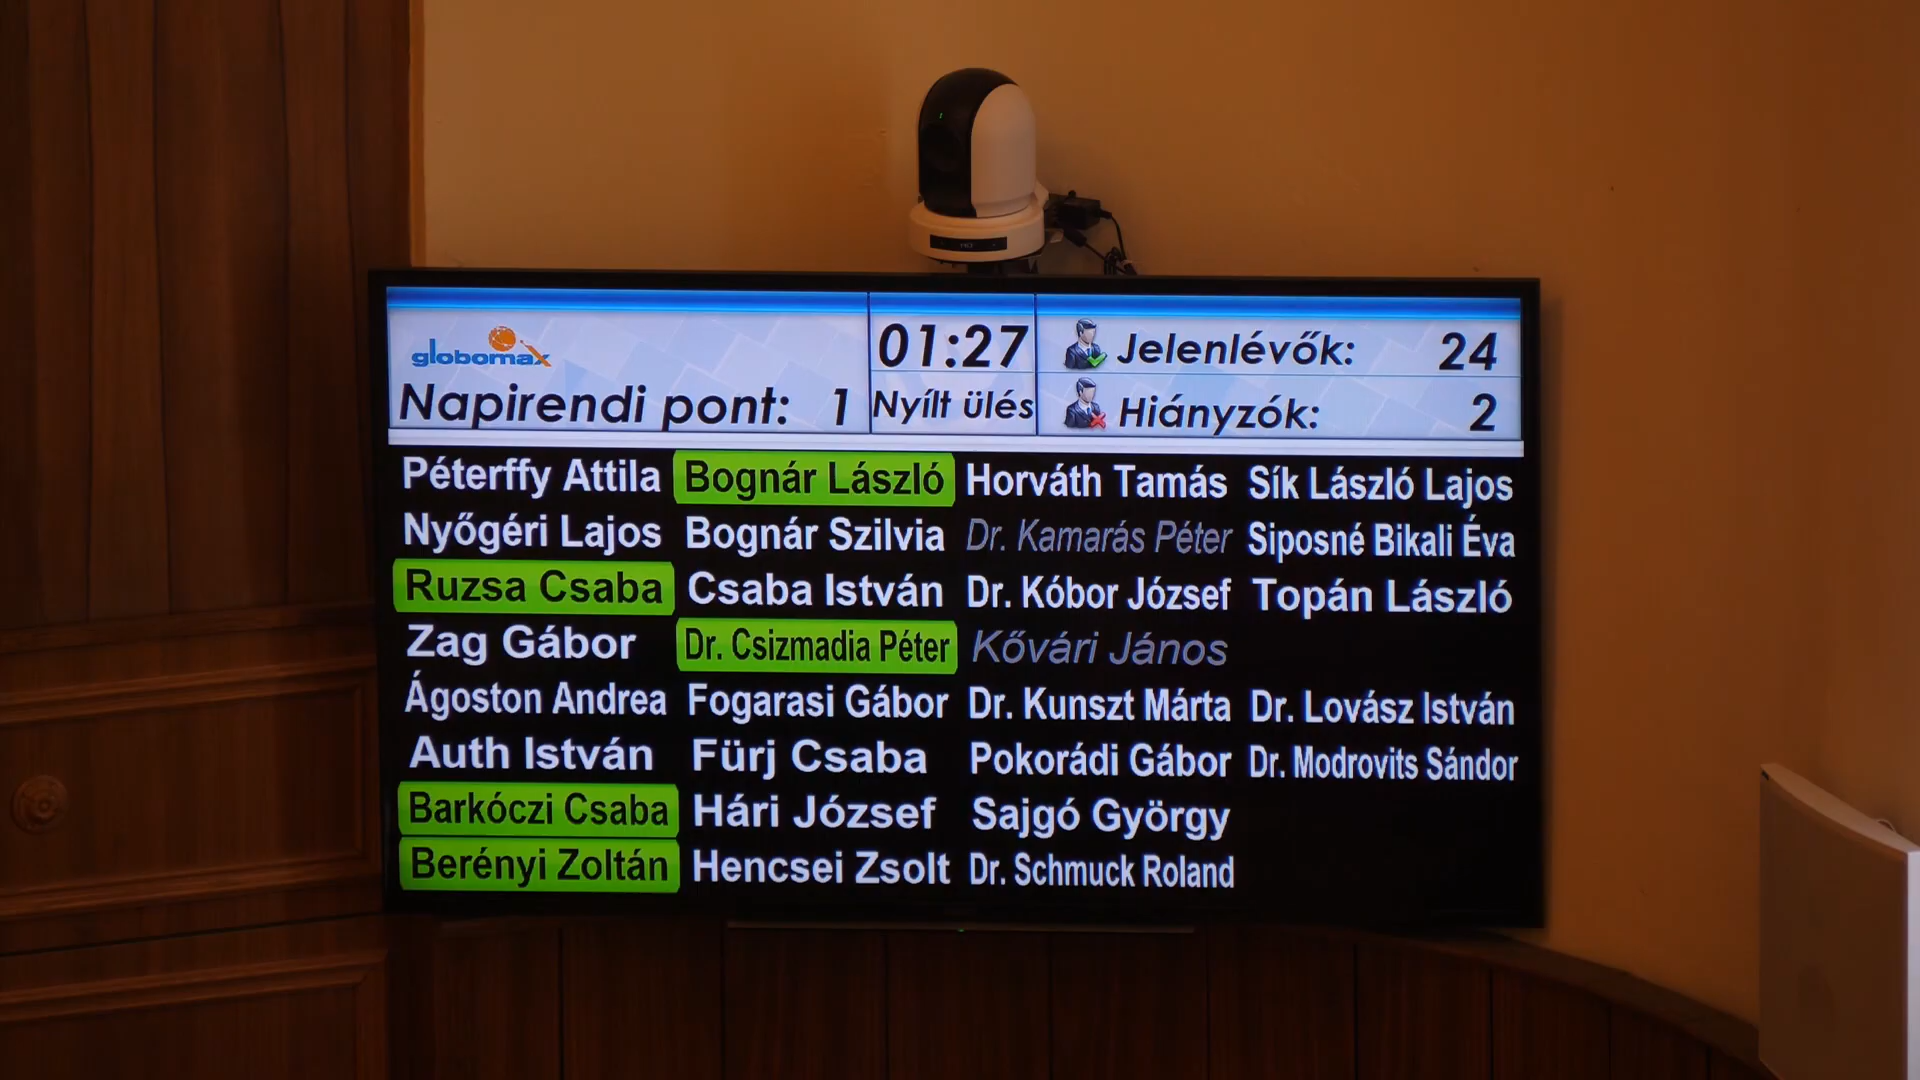 globomax
Napirendi pont: 1
01:27
Nyílt ülés
Jelenlévők: 24
Hiányzók: 2
Péterffy Attila Bognár László Horváth Tamás Sík László Lajos
Nyőgéri Lajos Bognár Szilvia Dr. Kamarás Péter Siposné Bikali Éva
Ruzsa Csaba Csaba István Dr. Kóbor József Topán László
Zag Gábor Dr. Csizmadia Péter Kővári János
Ágoston Andrea Fogarasi Gábor Dr. Kunszt Márta Dr. Lovász István
Auth István Fürj Csaba Pokorádi Gábor Dr. Modrovits Sándor
Barkóczi Csaba Hári József Sajgó György
Berényi Zoltán Hencsei Zsolt Dr. Schmuck Roland